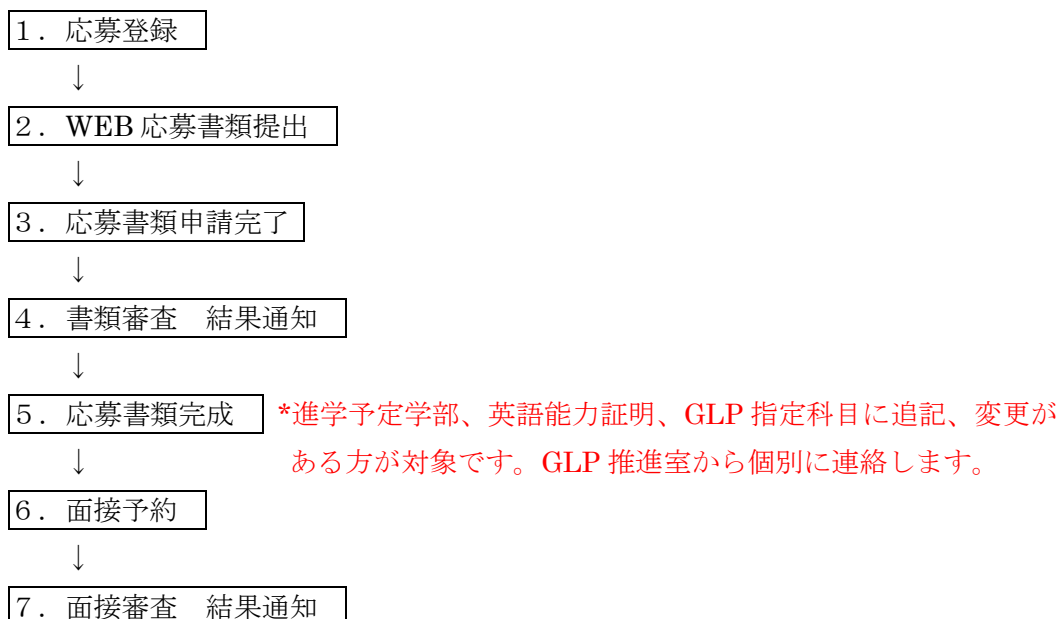 １．応募登録
↓
２．WEB 応募書類提出
↓
３．応募書類申請完了
↓
４．書類審査　結果通知
↓
５．応募書類完成 *進学予定学部、英語能力証明、GLP 指定科目に追記、変更が
↓ ある方が対象です。GLP 推進室から個別に連絡します。
６．面接予約
↓
７．面接審査　結果通知